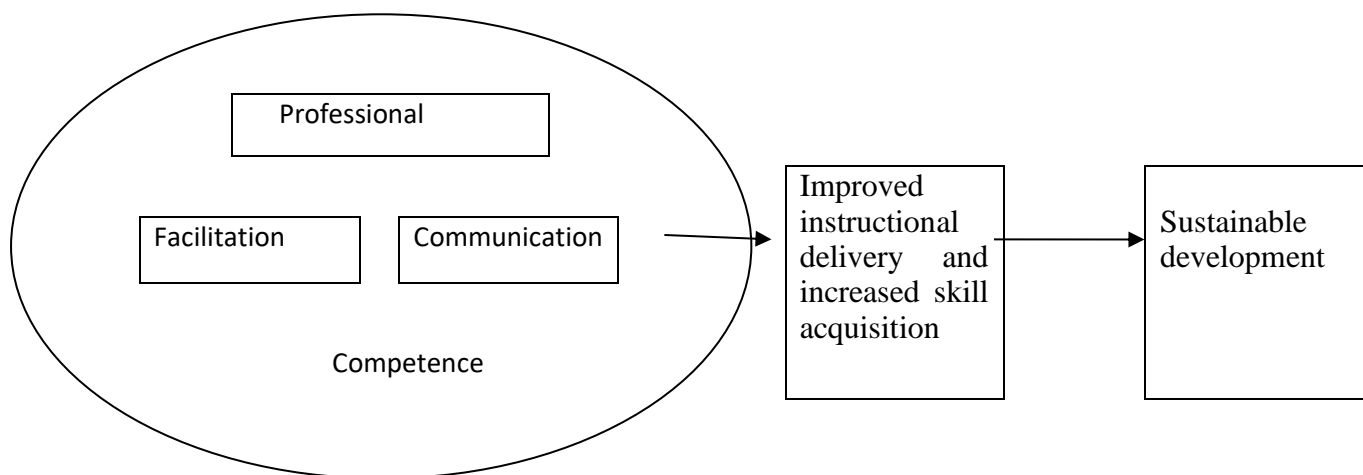 Professional
Facilitation
Communication
Competence
Improved
instructional
delivery and
increased skill
acquisition
Sustainable
development